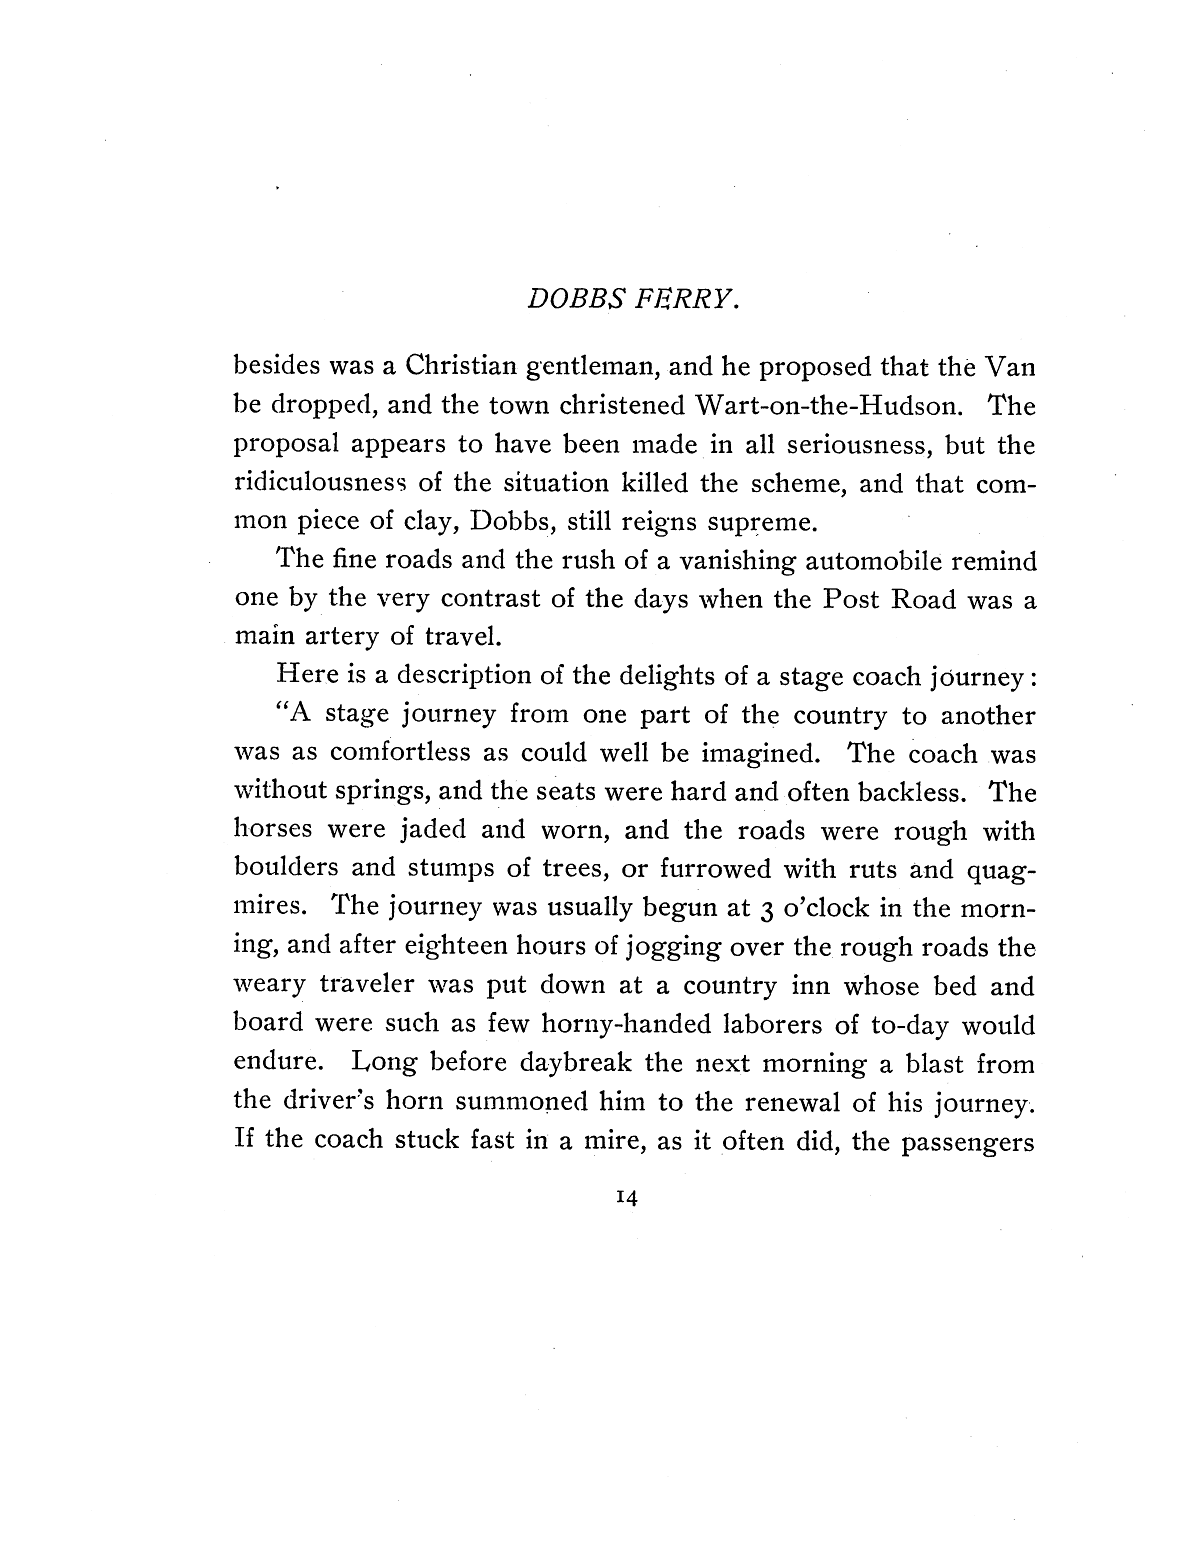 DOBBS FERRY.
besides was a Christian gentleman, and he proposed that the Van
be dropped, and the town christened Wart-on-the-Hudson. The
proposal appears to have been made in all seriousness, but the
ridiculousness of the situation killed the scheme, and that com-
mon piece of clay, Dobbs, still reigns supreme.
The fine roads and the rush of a vanishing automobile remind
one by the very contrast of the days when the Post Road was a
main artery of travel.
Here is a description of the delights of a stage coach journey:
“A stage journey from one part of the country to another
was as comfortless as could well be imagined. The coach was
without springs, and the seats were hard and often backless. The
horses were jaded and worn, and the roads were rough with
boulders and stumps of trees, or furrowed with ruts and quag-
mires. The journey was usually begun at 3 o’clock in the morn-
ing, and after eighteen hours of jogging over the rough roads the
weary traveler was put down at a country inn whose bed and
board were such as few horny-handed laborers of to-day would
endure. Long before daybreak the next morning a blast from
the driver’s horn summoned him to the renewal of his journey.
If the coach stuck fast in a mire, as it often did, the passengers
14